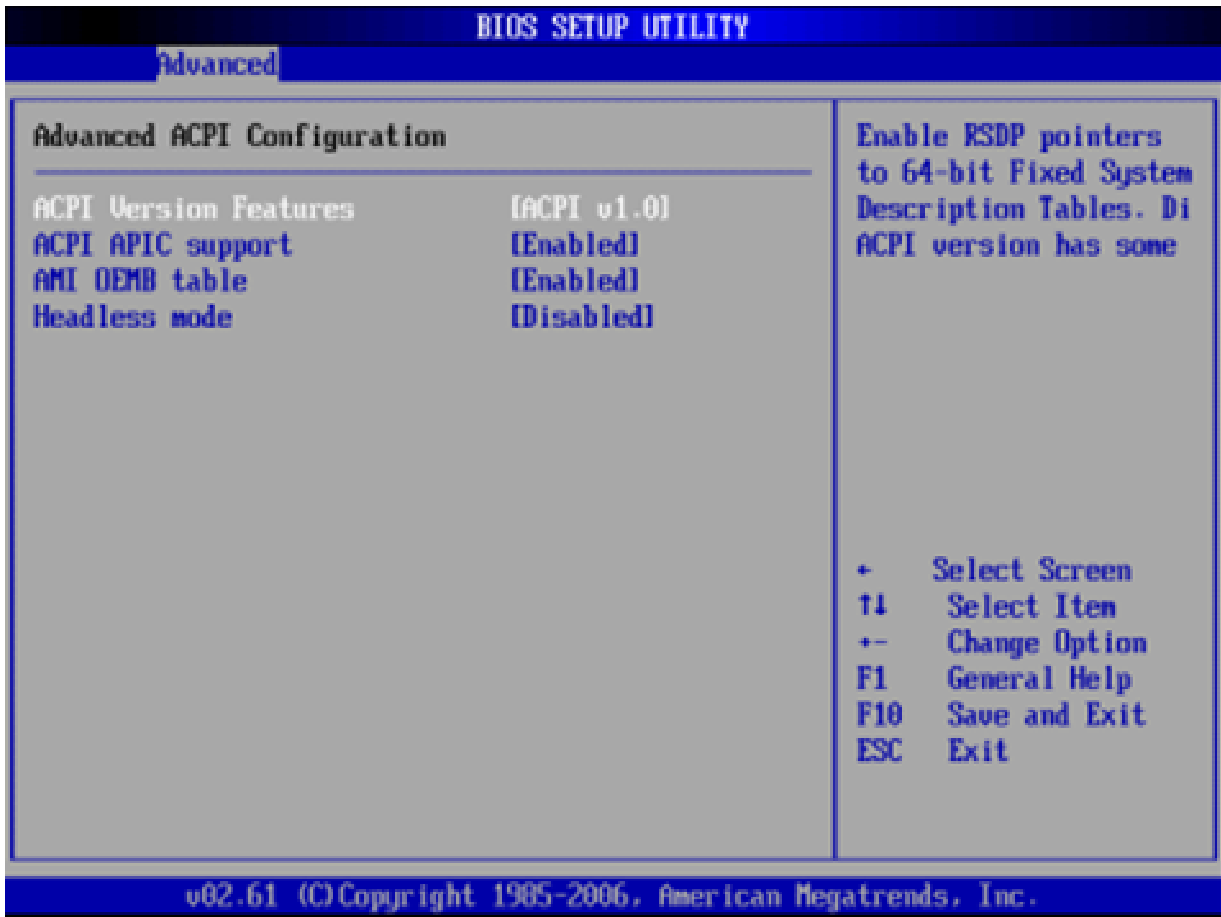 BIOS SETUP UTILITY
Advanced
Advanced ACPI Configuration
ACPI Version Features [ACPI v1.0]
ACPI APIC support [Enabled]
AMI OEMB table [Enabled]
Headless mode [Disabled]
Enable RSDP pointers
to 64-bit Fixed System
Description Tables. Di
ACPI version has some
← Select Screen
↑↓ Select Item
+- Change Option
F1 General Help
F10 Save and Exit
ESC Exit
v02.61 (C)Copyright 1985-2006, American Megatrends, Inc.